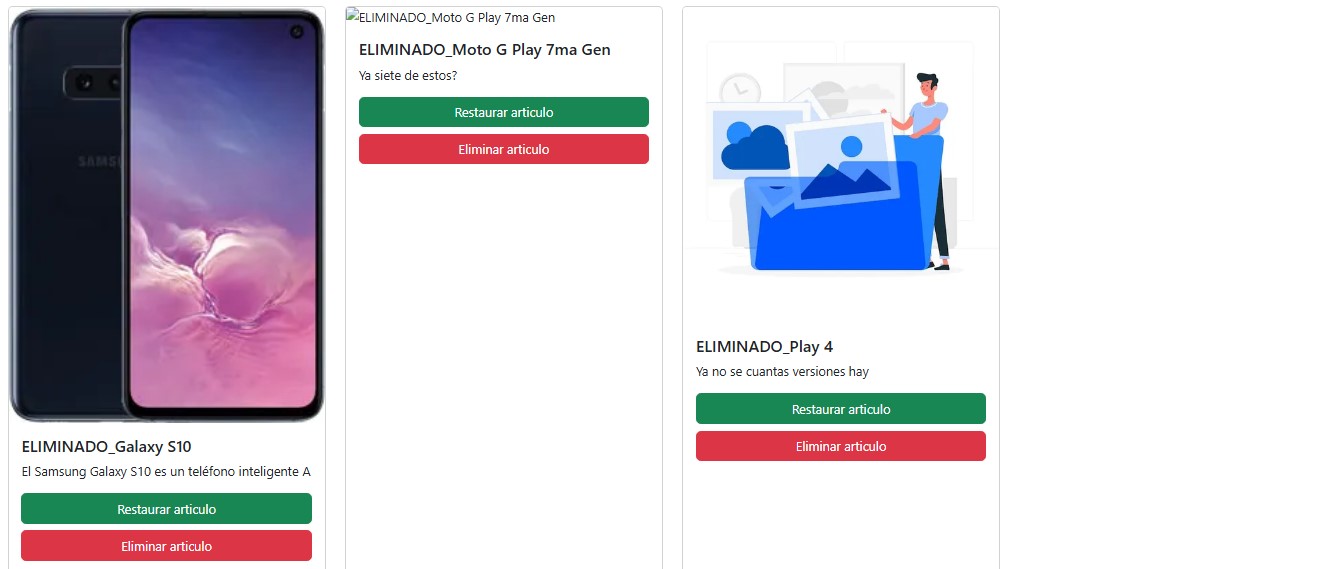 SAMS
ELIMINADO_Galaxy S10
El Samsung Galaxy S10 es un teléfono inteligente A
Restaurar articulo
Eliminar articulo
ELIMINADO_Moto G Play 7ma Gen
ELIMINADO_Moto G Play 7ma Gen
Ya siete de estos?
Restaurar articulo
Eliminar articulo
ELIMINADO_Play 4
Ya no se cuantas versiones hay
Restaurar articulo
Eliminar articulo